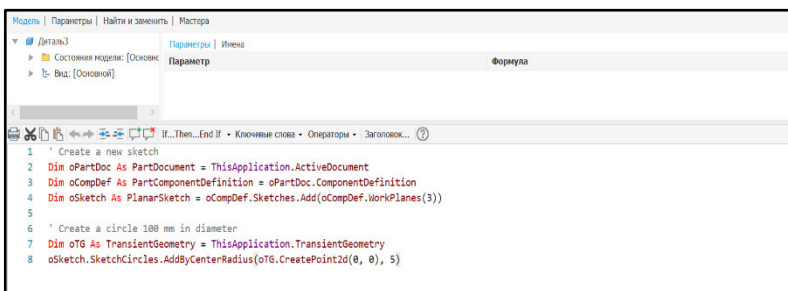 Модель | Параметры | Найти и заменить | Мастера
Деталь3
Состояния модели: [Основнс
Вид: [Основной]
Параметры | Имена
Параметр Формула
If...Then...End If Ключевые слова Операторы Заголовок... ?
1 ' Create a new sketch
2 Dim oPartDoc As PartDocument = ThisApplication.ActiveDocument
3 Dim oCompDef As PartComponentDefinition = oPartDoc.ComponentDefinition
4 Dim oSketch As PlanarSketch = oCompDef.Sketches.Add(oCompDef.WorkPlanes(3))
5
6 ' Create a circle 100 mm in diameter
7 Dim oTG As TransientGeometry = ThisApplication.TransientGeometry
8 oSketch.SketchCircles.AddByCenterRadius(oTG.CreatePoint2d(0, 0), 5)